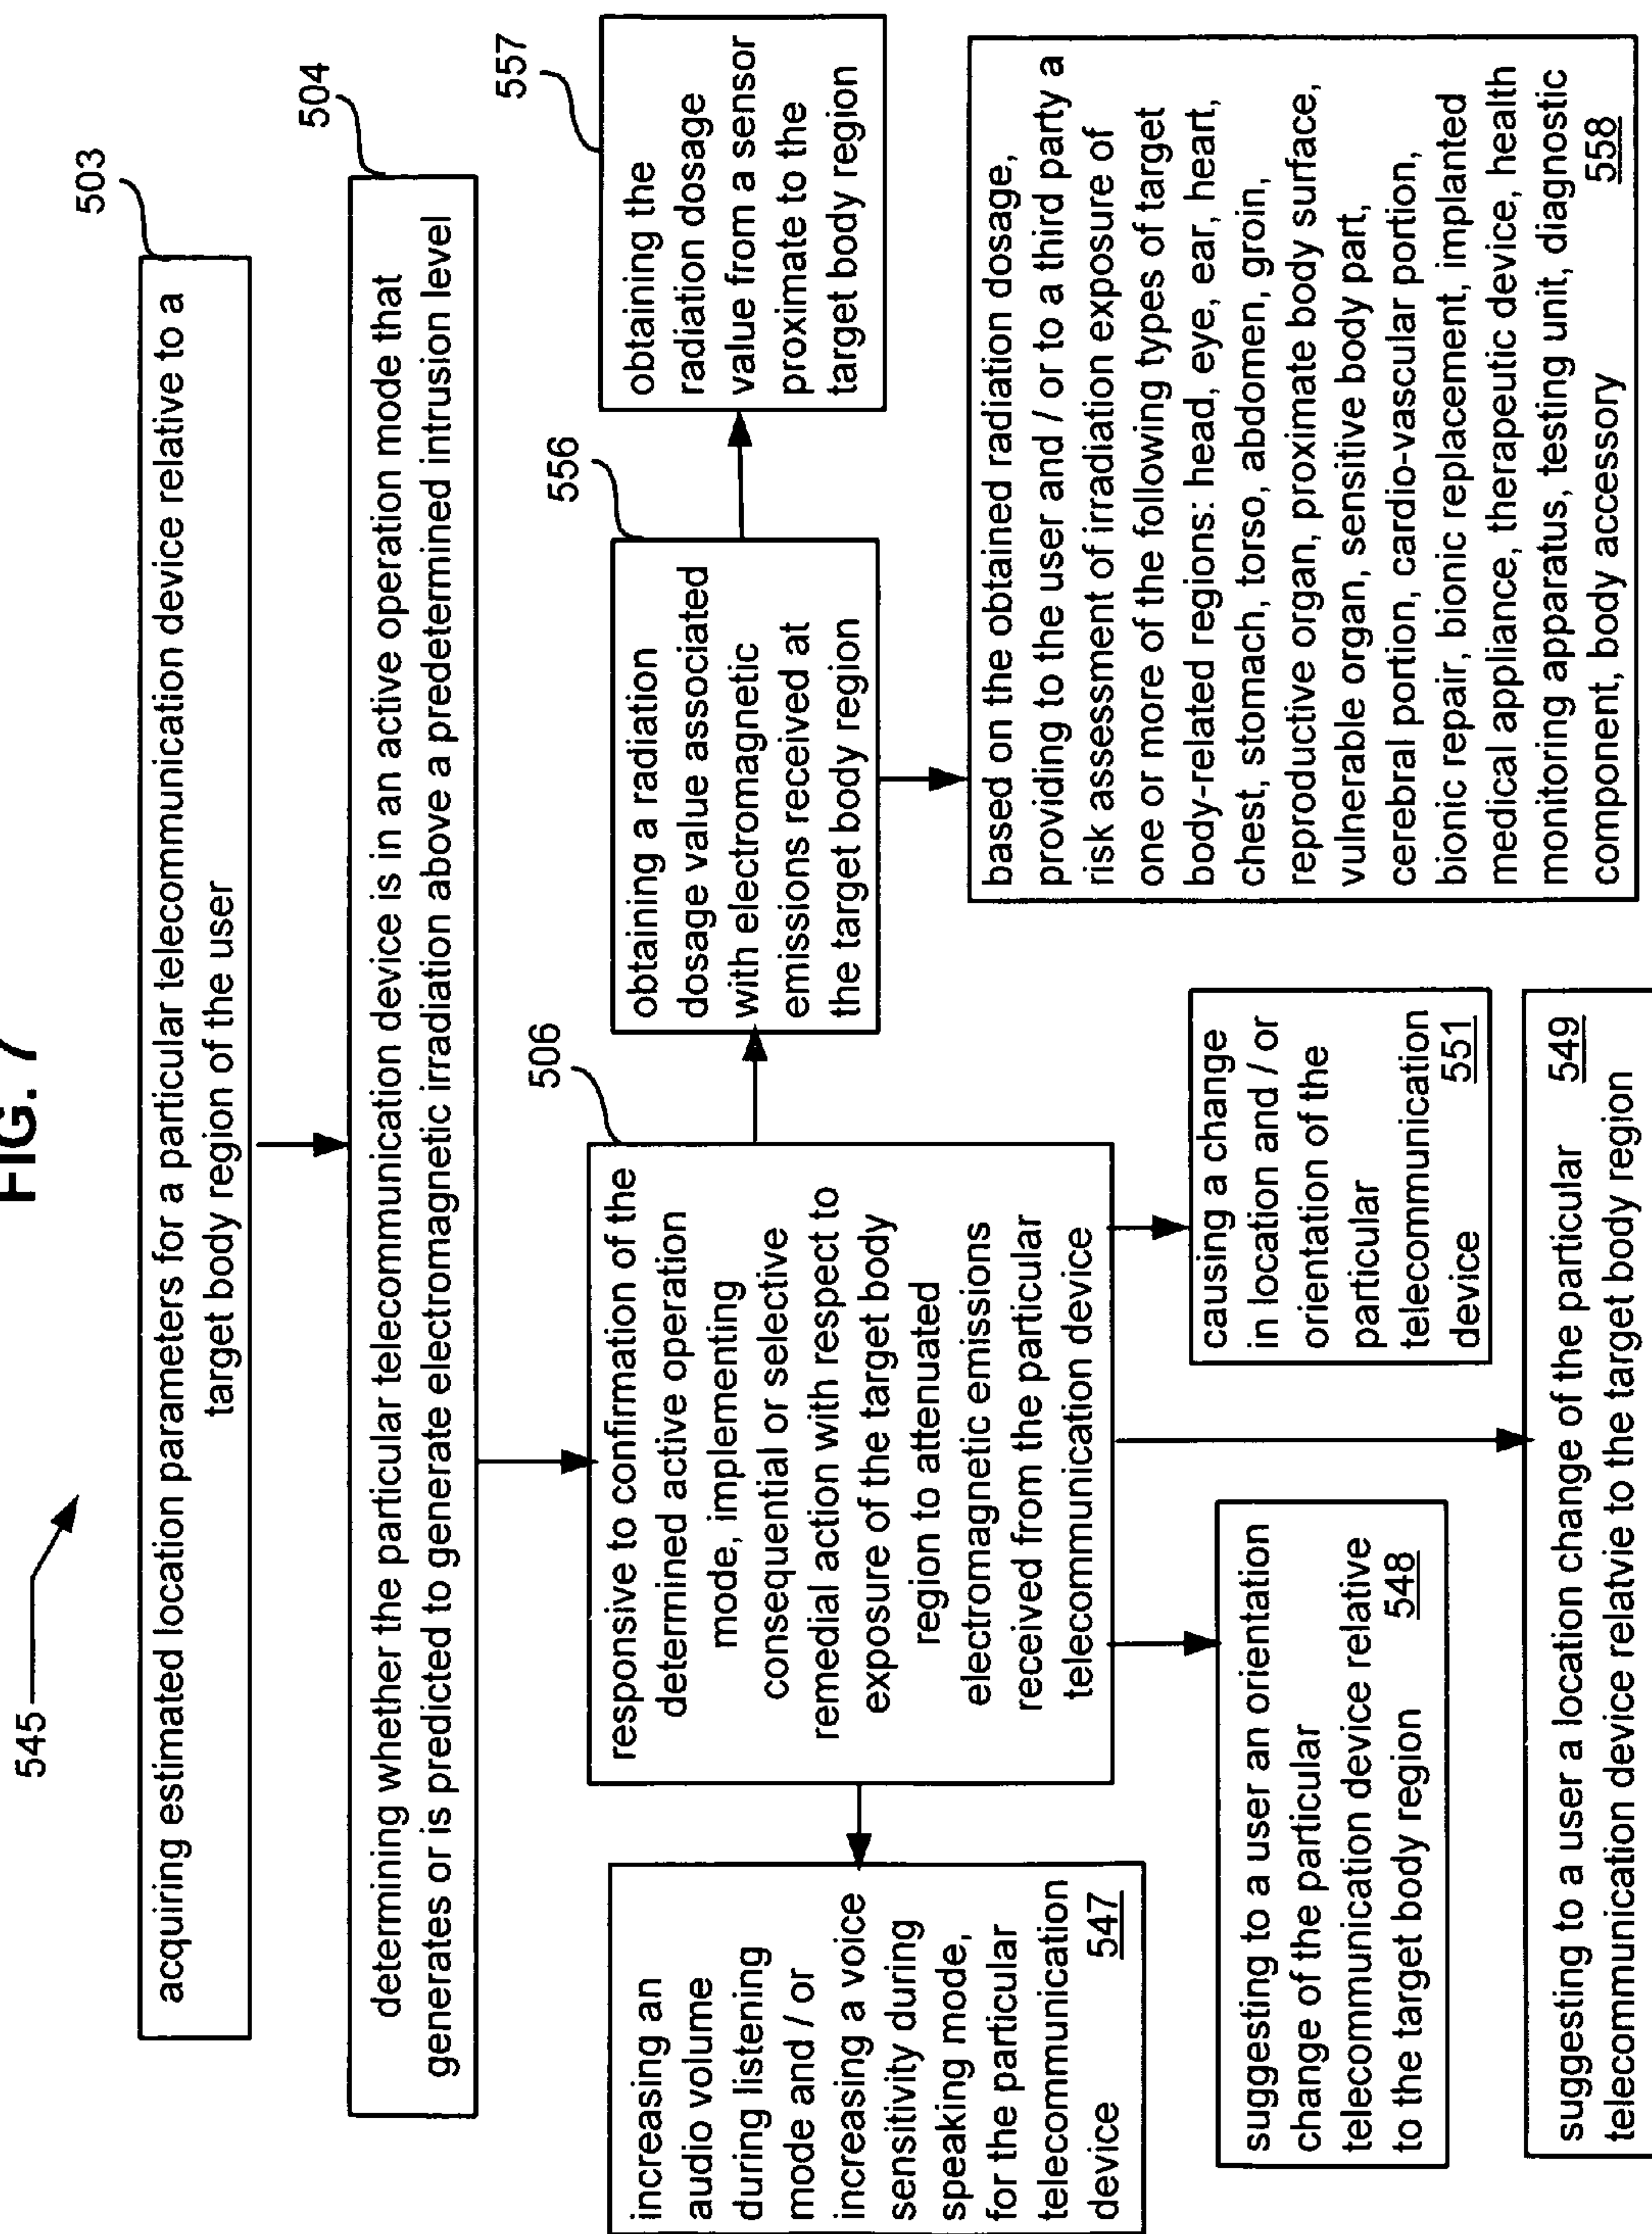 FIG. 7
545
503
acquiring estimated location parameters for a particular telecommunication device relative to a
target body region of the user
504
determining whether the particular telecommunication device is in an active operation mode that
generates or is predicted to generate electromagnetic irradiation above a predetermined intrusion level
506
responsive to confirmation of the
determined active operation
mode, implementing
consequential or selective
remedial action with respect to
exposure of the target body
region to attenuated
electromagnetic emissions
received from the particular
telecommunication device
556
obtaining a radiation
dosage value associated
with electromagnetic
emissions received at
the target body region
557
obtaining the
radiation dosage
value from a sensor
proximate to the
target body region
increasing an
audio volume
during listening
mode and / or
increasing a voice
sensitivity during
speaking mode,
for the particular
telecommunication
device 547
suggesting to a user an orientation
change of the particular
telecommunication device relative
to the target body region 548
causing a change
in location and / or
orientation of the
particular
telecommunication
device 551
suggesting to a user a location change of the particular 549
telecommunication device relatvie to the target body region
based on the obtained radiation dosage,
providing to the user and / or to a third party a
risk assessment of irradiation exposure of
one or more of the following types of target
body-related regions: head, eye, ear, heart,
chest, stomach, torso, abdomen, groin,
reproductive organ, proximate body surface,
vulnerable organ, sensitive body part,
cerebral portion, cardio-vascular portion,
bionic repair, bionic replacement, implanted
medical appliance, therapeutic device, health
monitoring apparatus, testing unit, diagnostic
component, body accessory 558